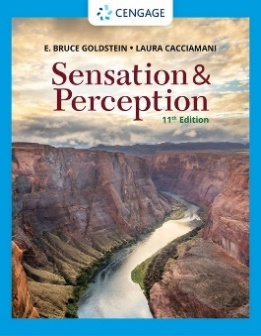 CENGAGE
E. BRUCE GOLDSTEIN • LAURA CACCIAMANI
Sensation &
Perception
11th Edition